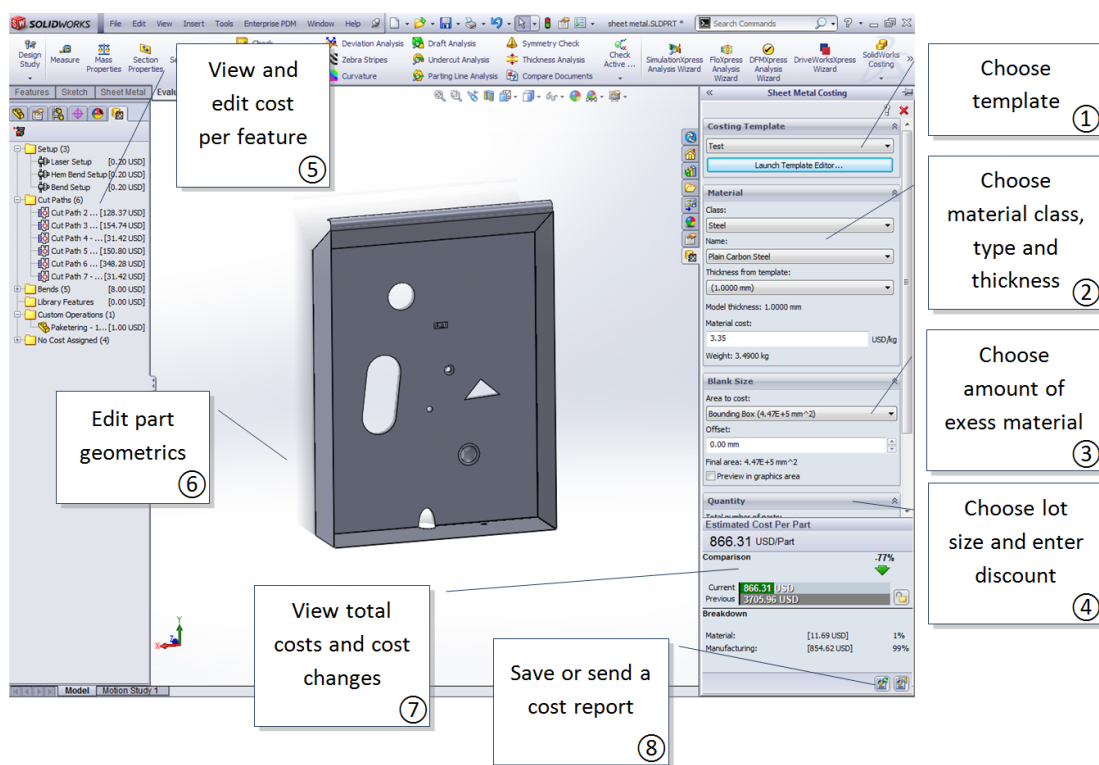 SOLIDWORKS File Edit View Insert Tools Enterprise PDM Window Help sheet metal.SLDPRT * Search Commands
Design Study
Measure
Mass Properties
Section Properties
Deviation Analysis
Zebra Stripes
Curvature
Draft Analysis
Undercut Analysis
Parting Line Analysis
Symmetry Check
Thickness Analysis
Compare Documents
Check Active ...
SimulationXpress Analysis Wizard
FloXpress Analysis Wizard
DFMXpress Analysis Wizard
DriveWorksXpress Wizard
SolidWorks Costing
Features Sketch Sheet Metal
Setup (3)
Laser Setup [0.20 USD]
Hem Bend Setup [0.20 USD]
Bend Setup [0.20 USD]
Cut Paths (6)
Cut Path 2 ... [128.37 USD]
Cut Path 3 ... [154.74 USD]
Cut Path 4 - ... [31.42 USD]
Cut Path 5 ... [150.80 USD]
Cut Path 6 ... [348.28 USD]
Cut Path 7 - ... [31.42 USD]
Bends (5) [8.00 USD]
Library Features [0.00 USD]
Custom Operations (1)
Paketering - 1... [1.00 USD]
No Cost Assigned (4)
Model Motion Study 1
Sheet Metal Costing
Costing Template
Test
Launch Template Editor...
Material
Class:
Steel
Name:
Plain Carbon Steel
Thickness from template:
(1.0000 mm)
Model thickness: 1.0000 mm
Material cost:
3.35 USD/kg
Weight: 3.4900 kg
Blank Size
Area to cost:
Bounding Box (4.47E+5 mm^2)
Offset:
0.00 mm
Final area: 4.47E+5 mm^2
Preview in graphics area
Quantity
Estimated Cost Per Part
866.31 USD/Part
Comparison -77%
Current 866.31 USD
Previous 3705.96 USD
Breakdown
Material: [11.69 USD] 1%
Manufacturing: [854.62 USD] 99%
X Y Z
Choose
template
①
Choose
material class,
type and
thickness
②
Choose
amount of
exess material
③
Choose lot
size and enter
discount
④
View and
edit cost
per feature
⑤
Edit part
geometrics
⑥
View total
costs and cost
changes
⑦
Save or send a
cost report
⑧